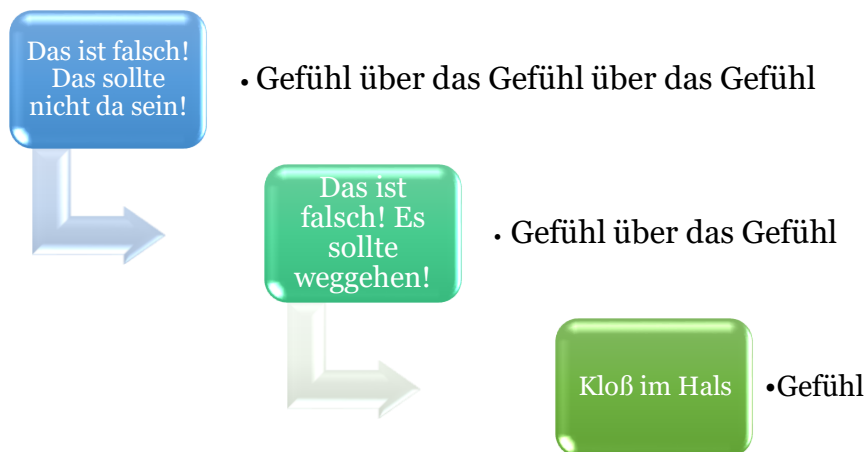 Das ist falsch!
Das sollte
nicht da sein!
• Gefühl über das Gefühl über das Gefühl
Das ist
falsch! Es
sollte
weggehen!
• Gefühl über das Gefühl
Kloß im Hals
•Gefühl